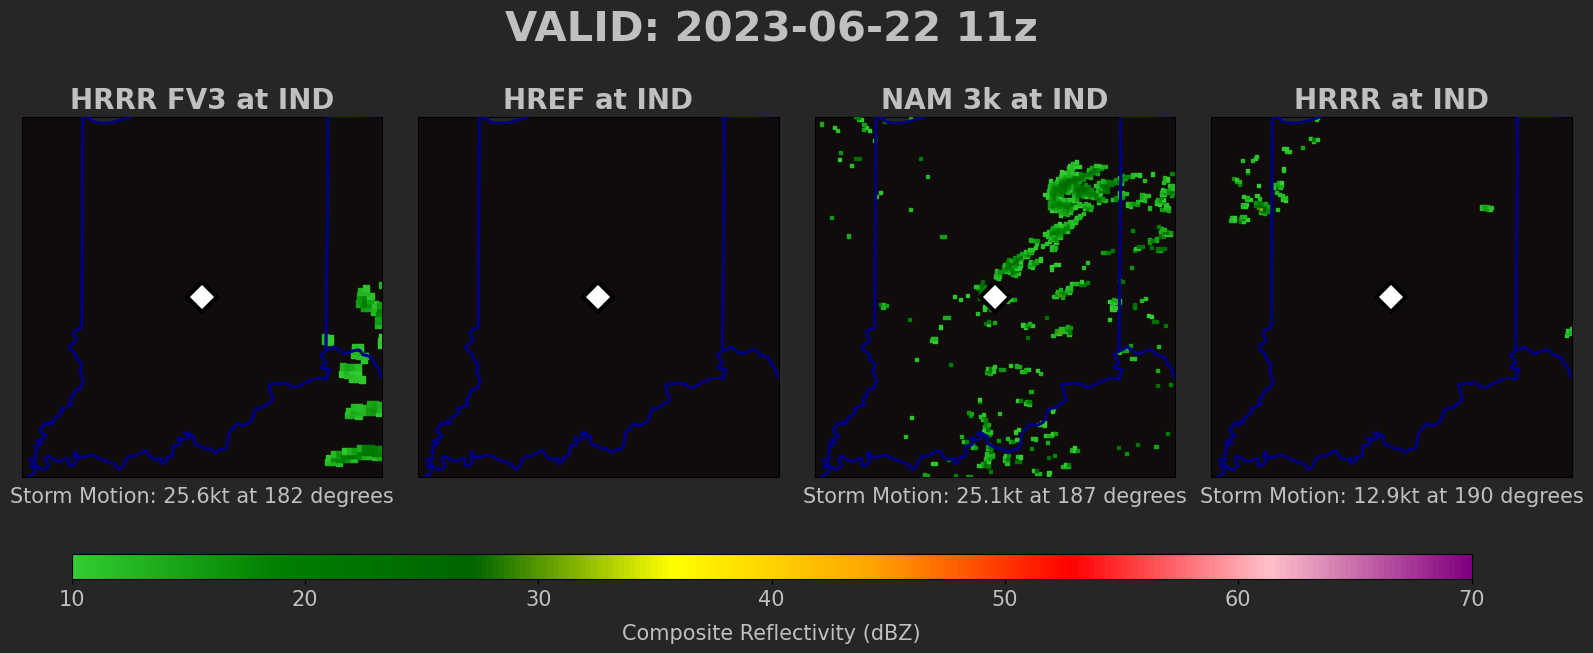 VALID: 2023-06-22 11z
HRRR FV3 at IND
HREF at IND
NAM 3k at IND
HRRR at IND
Storm Motion: 25.6kt at 182 degrees
Storm Motion: 25.1kt at 187 degrees
Storm Motion: 12.9kt at 190 degrees
10 20 30 40 50 60 70
Composite Reflectivity (dBZ)